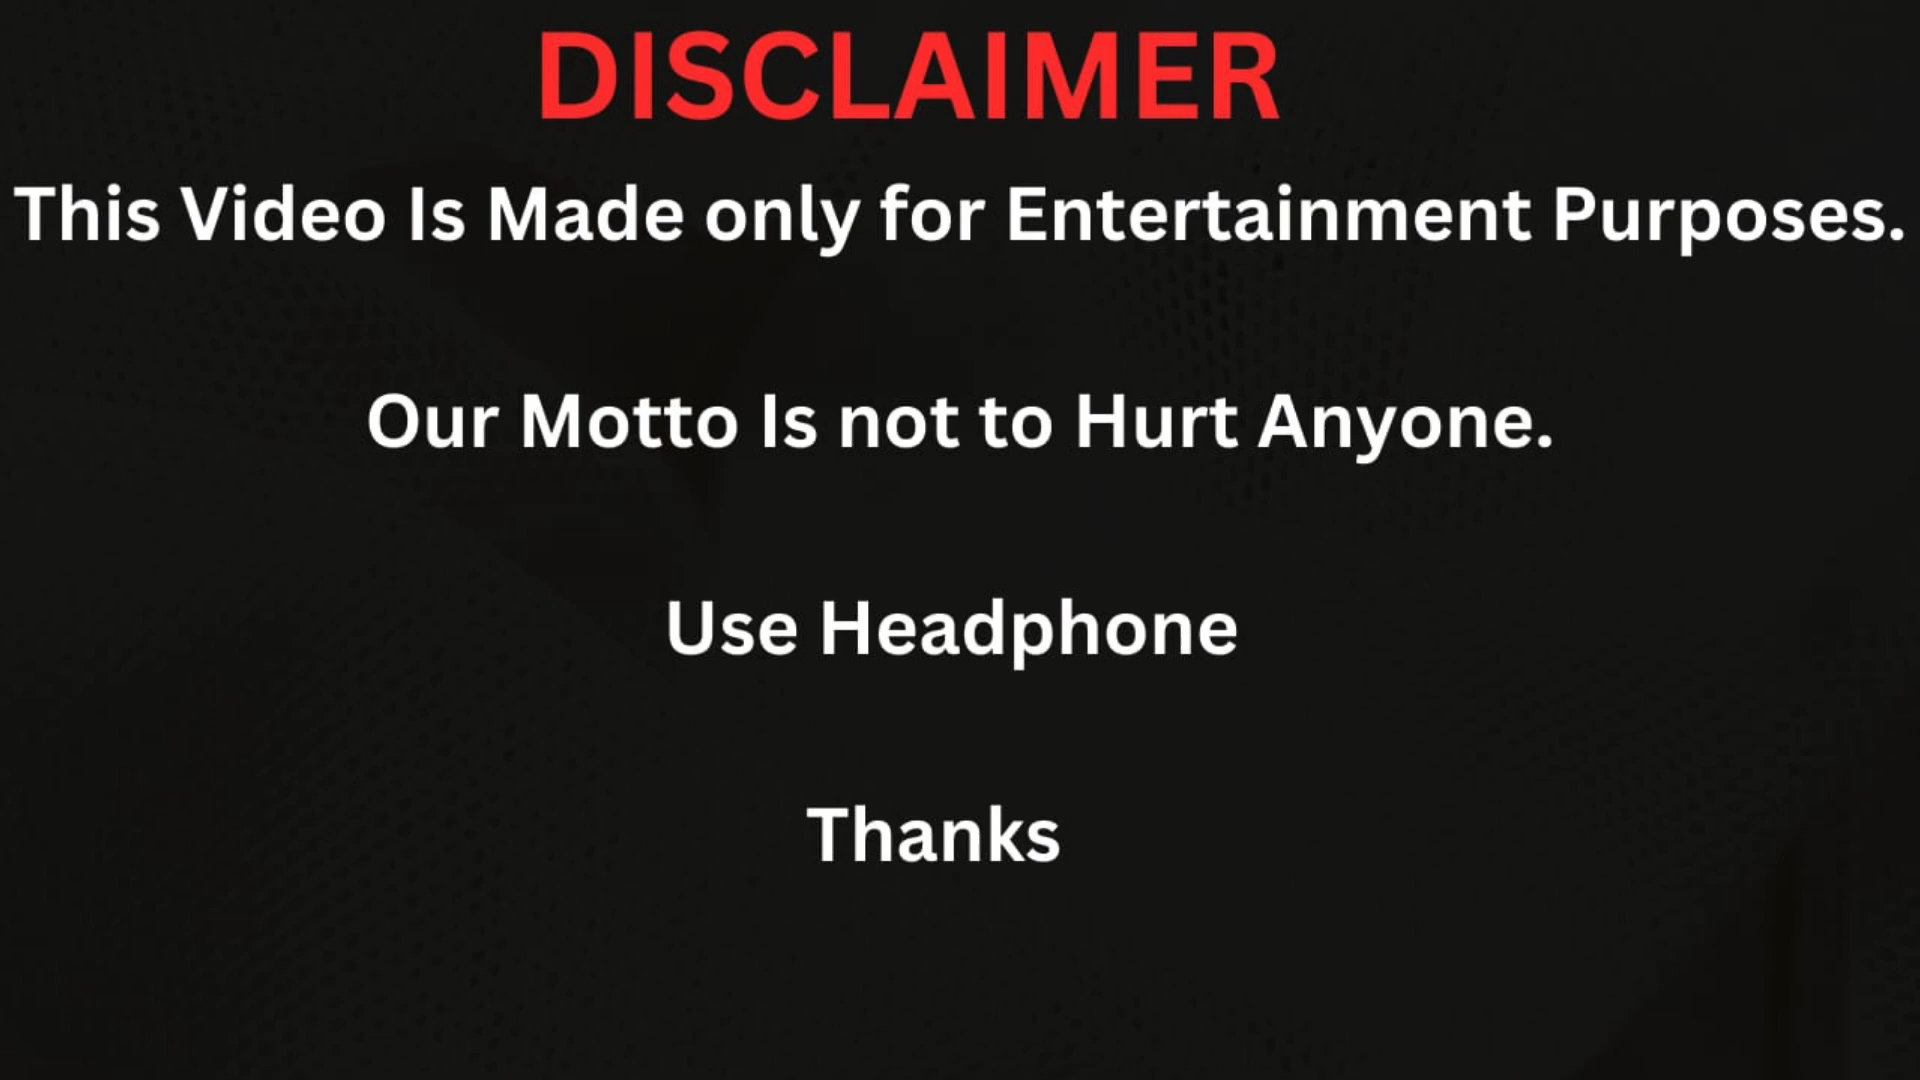 DISCLAIMER
This Video Is Made only for Entertainment Purposes.
Our Motto Is not to Hurt Anyone.
Use Headphone
Thanks